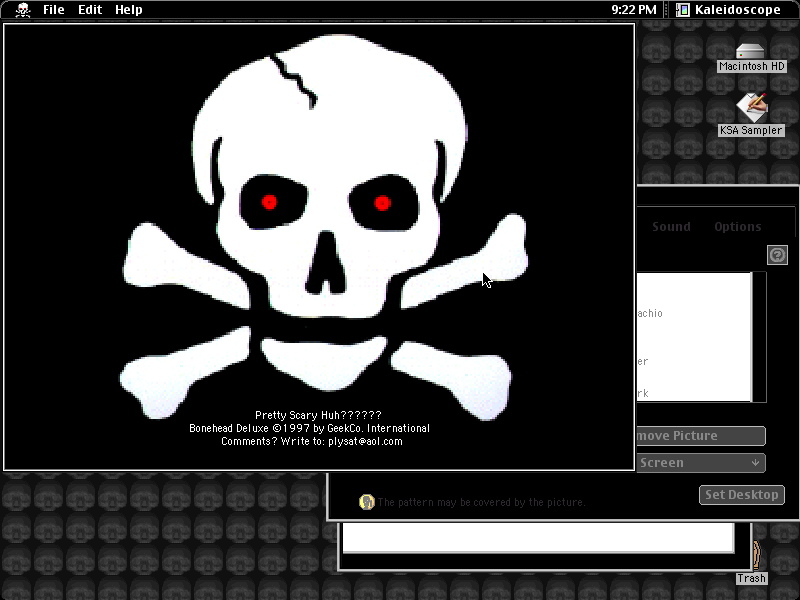 File Edit Help 9:22 PM Kaleidoscope
Macintosh HD
KSA Sampler
Sound Options
achio
er
rk
Pretty Scary Huh??????
Bonehead Deluxe ©1997 by GeekCo. International
Comments? Write to: plysat@aol.com
move Picture
Screen
Set Desktop
The pattern may be covered by the picture.
Trash